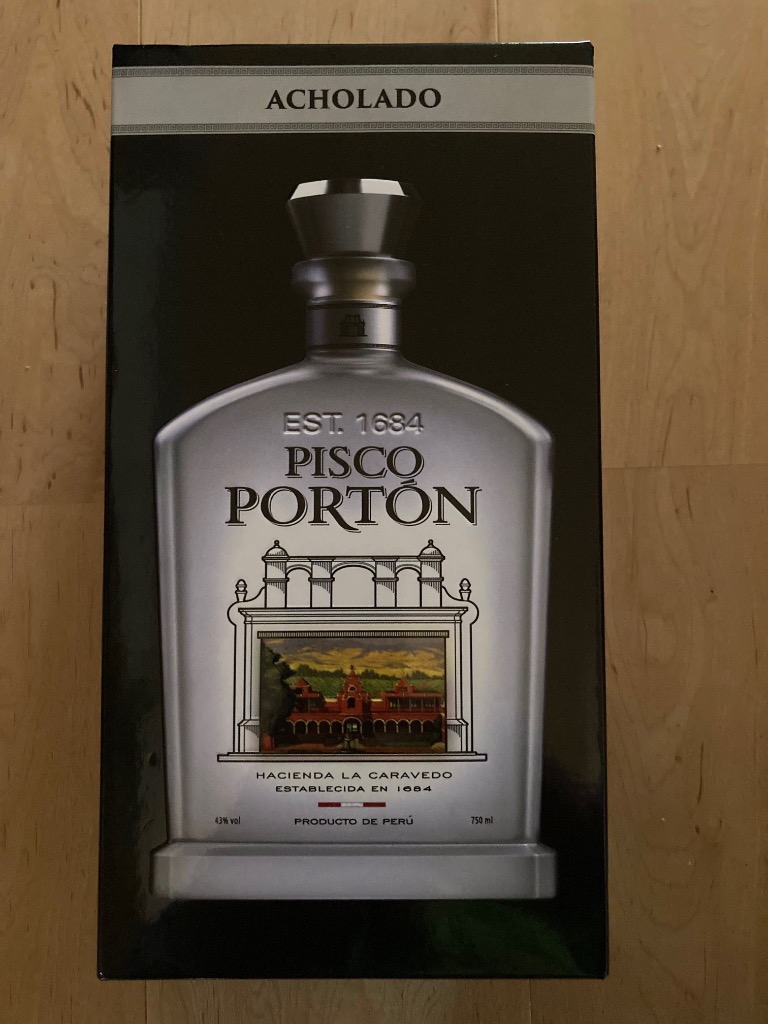 ACHOLADO
EST. 1684
PISCO
PORTÓN
HACIENDA LA CARAVEDO
ESTABLECIDA EN 1684
43% vol PRODUCTO DE PERÚ 750 ml